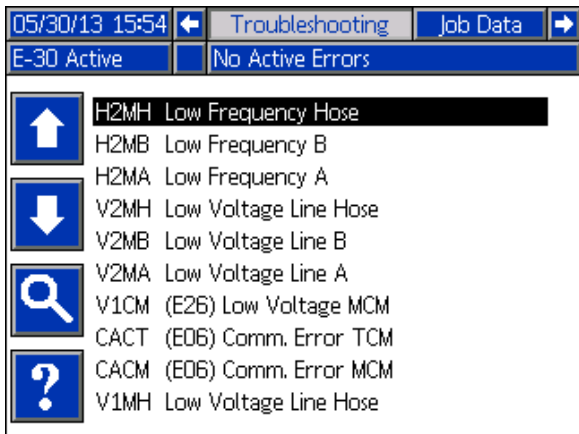 05/30/13 15:54 Troubleshooting Job Data
E-30 Active No Active Errors
H2MH Low Frequency Hose
H2MB Low Frequency B
H2MA Low Frequency A
V2MH Low Voltage Line Hose
V2MB Low Voltage Line B
V2MA Low Voltage Line A
V1CM (E26) Low Voltage MCM
CACT (E06) Comm. Error TCM
CACM (E06) Comm. Error MCM
V1MH Low Voltage Line Hose
?